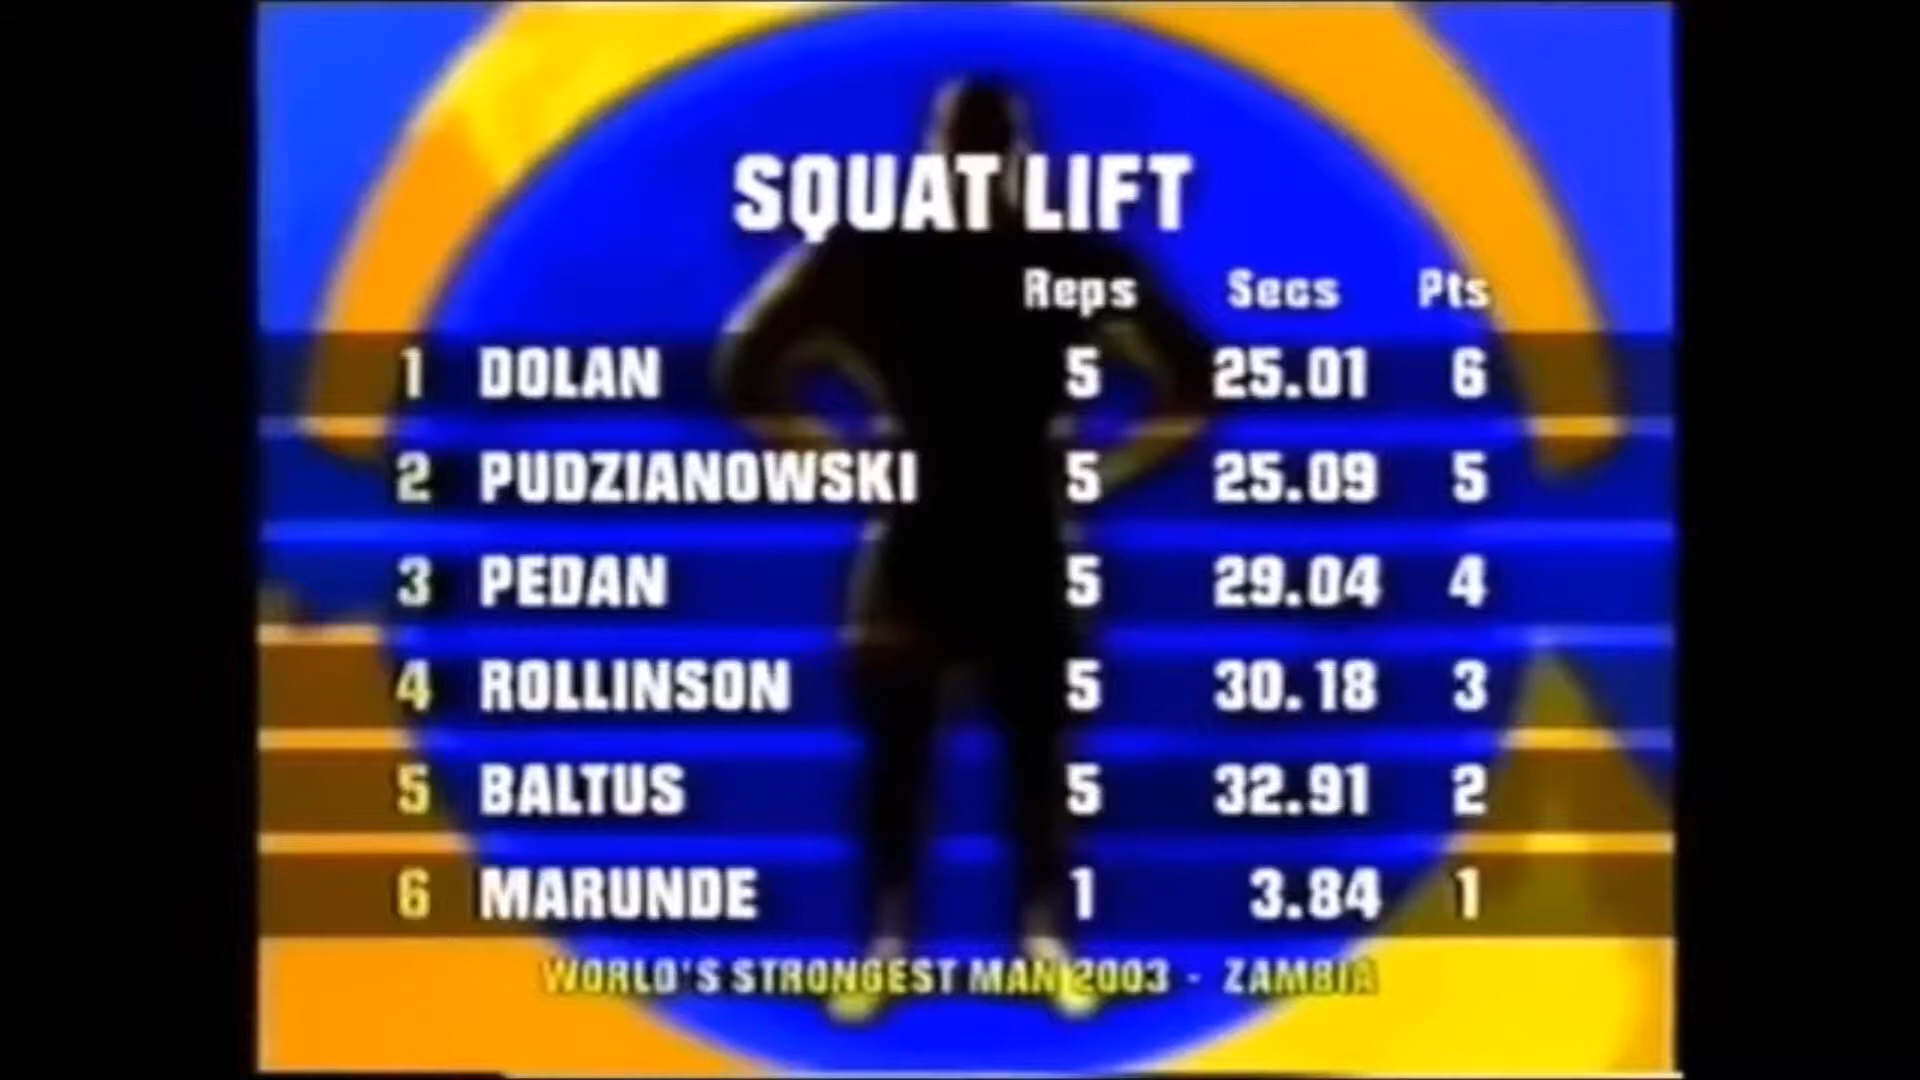 SQUAT LIFT
Reps Secs Pts
1 DOLAN 5 25.01 6
2 PUDZIANOWSKI 5 25.09 5
3 PEDAN 5 29.04 4
4 ROLLINSON 5 30.18 3
5 BALTUS 5 32.91 2
6 MARUNDE 1 3.84 1
WORLD'S STRONGEST MAN 2003 - ZAMBIA